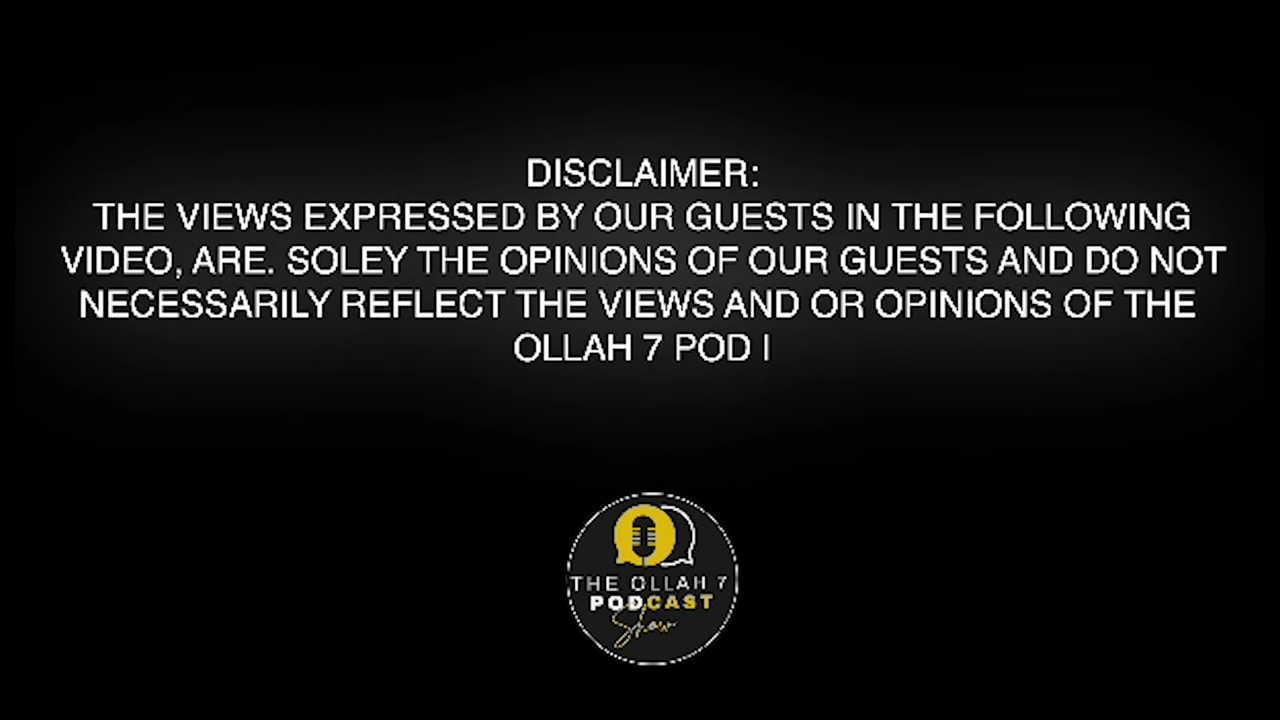 DISCLAIMER:
THE VIEWS EXPRESSED BY OUR GUESTS IN THE FOLLOWING
VIDEO, ARE. SOLEY THE OPINIONS OF OUR GUESTS AND DO NOT
NECESSARILY REFLECT THE VIEWS AND OR OPINIONS OF THE
OLLAH 7 POD I
THE OLLAH 7
PODCAST
Show